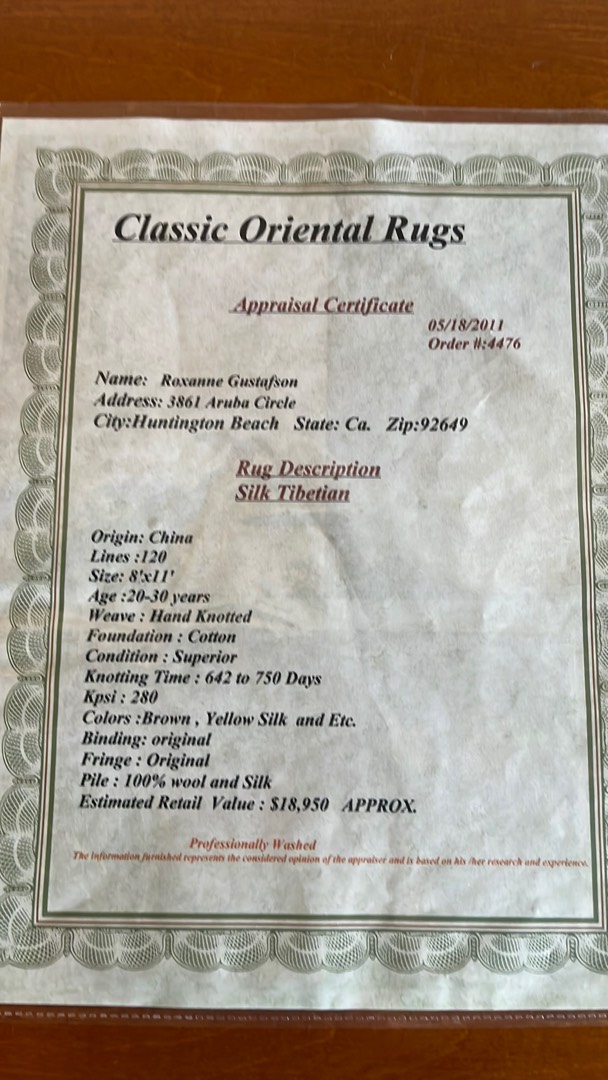 Classic Oriental Rugs
Appraisal Certificate
05/18/2011
Order #:4476
Name: Roxanne Gustafson
Address: 3861 Aruba Circle
City:Huntington Beach State: Ca. Zip:92649
Rug Description
Silk Tibetian
Origin: China
Lines :120
Size: 8'x11'
Age :20-30 years
Weave : Hand Knotted
Foundation : Cotton
Condition : Superior
Knotting Time : 642 to 750 Days
Kpsi : 280
Colors :Brown , Yellow Silk and Etc.
Binding: original
Fringe : Original
Pile : 100% wool and Silk
Estimated Retail Value : $18,950 APPROX.
Professionally Washed
The information furnished represents the considered opinion of the appraiser and is based on his /her research and experience.